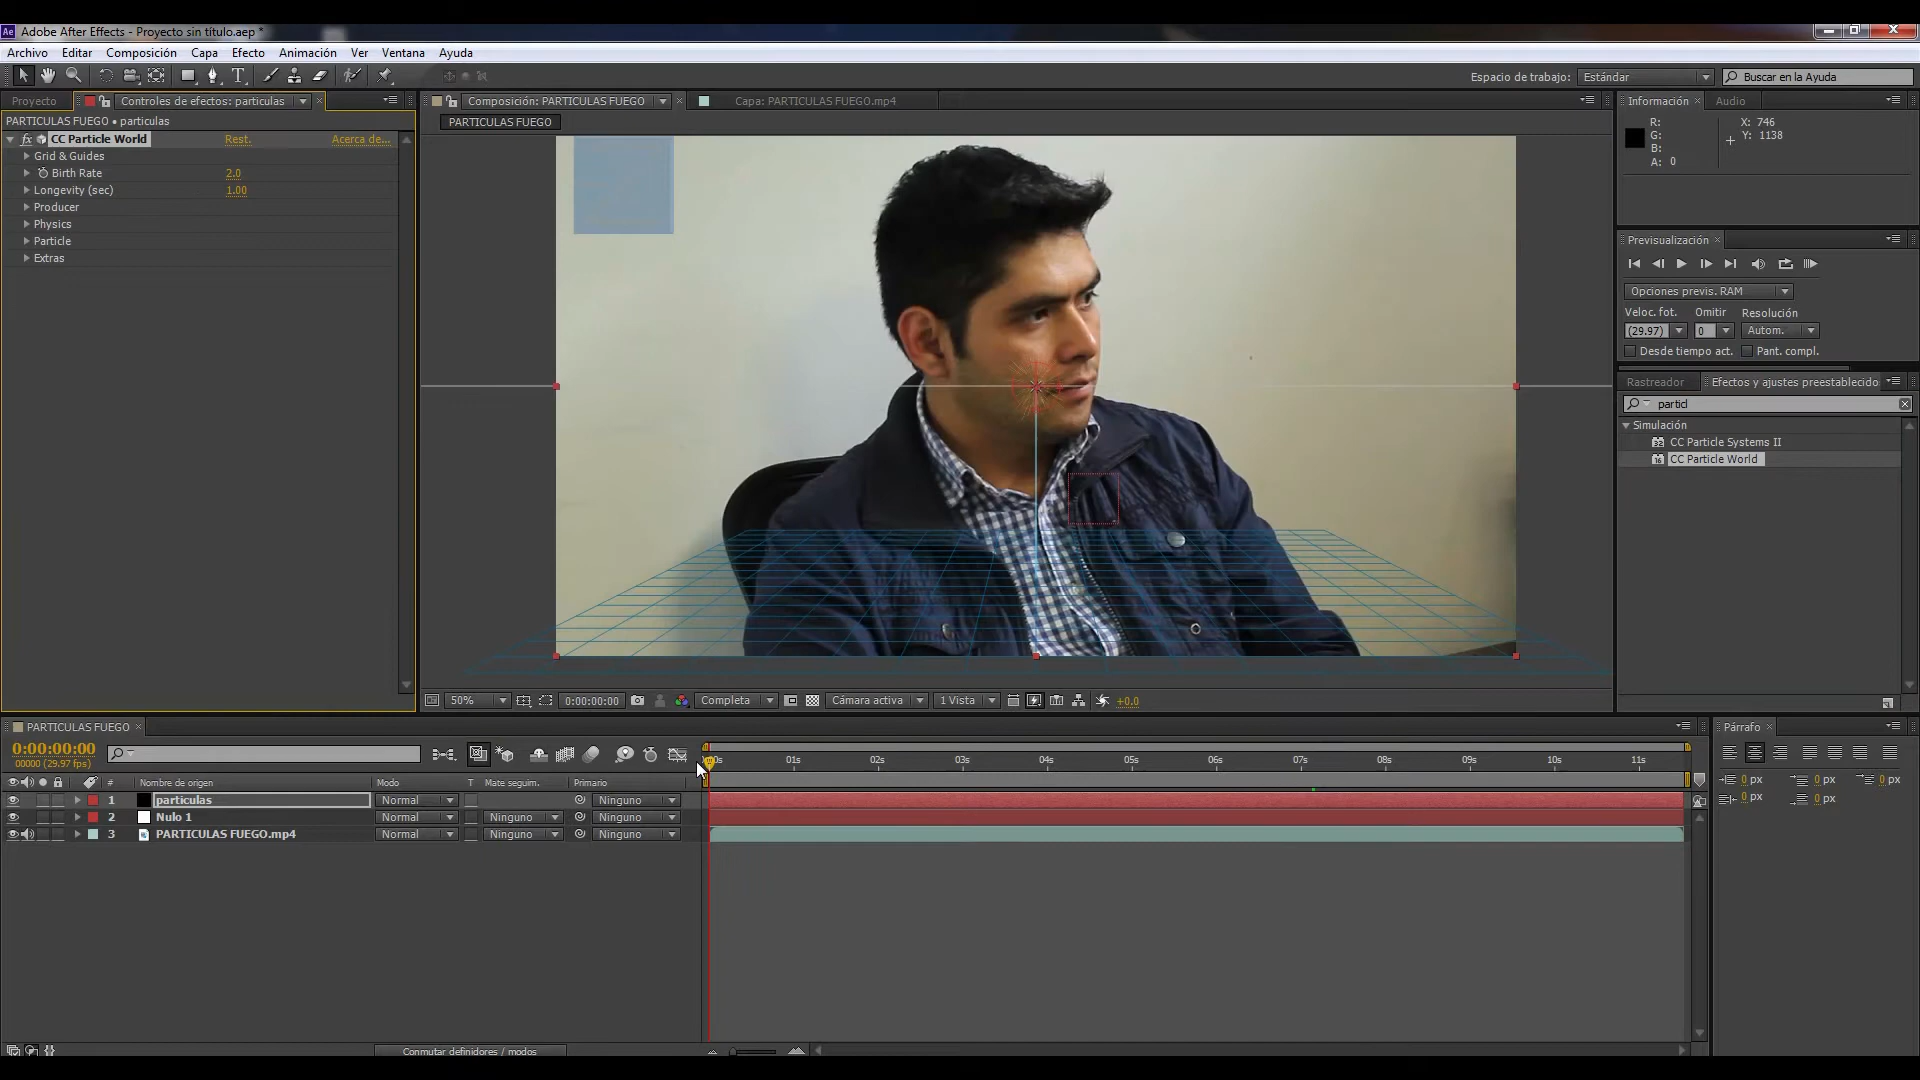 Ae Adobe After Effects - Proyecto sin título.aep *
Archivo Editar Composición Capa Efecto Animación Ver Ventana Ayuda
T Espacio de trabajo: Estándar Buscar en la Ayuda
Proyecto Controles de efectos: particulas
Composición: PARTICULAS FUEGO Capa: PARTICULAS FUEGO.mp4
Información Audio
PARTICULAS FUEGO • particulas
PARTICULAS FUEGO
fx CC Particle World Rest. Acerca de...
Grid & Guides
Birth Rate 2.0
Longevity (sec) 1.00
Producer
Physics
Particle
Extras
R: X: 746
G: Y: 1138
B:
A: 0
Previsualización
Opciones previs. RAM
Veloc. fot. Omitir Resolución
(29.97) 0 Autom.
Desde tiempo act. Pant. compl.
Rastreador Efectos y ajustes preestablecido
particl
Simulación
CC Particle Systems II
CC Particle World
50% 0:00:00:00 Completa Cámara activa 1 Vista +0.0
PARTICULAS FUEGO
0:00:00:00
00000 (29.97 fps)
01s 02s 03s 04s 05s 06s 07s 08s 09s 10s 11s
# Nombre de origen Modo T Mate seguim. Primario
1 particulas Normal Ninguno
2 Nulo 1 Normal Ninguno Ninguno
3 PARTICULAS FUEGO.mp4 Normal Ninguno Ninguno
Conmutar definidores / modos
Párrafo
0 px 0 px 0 px
0 px 0 px